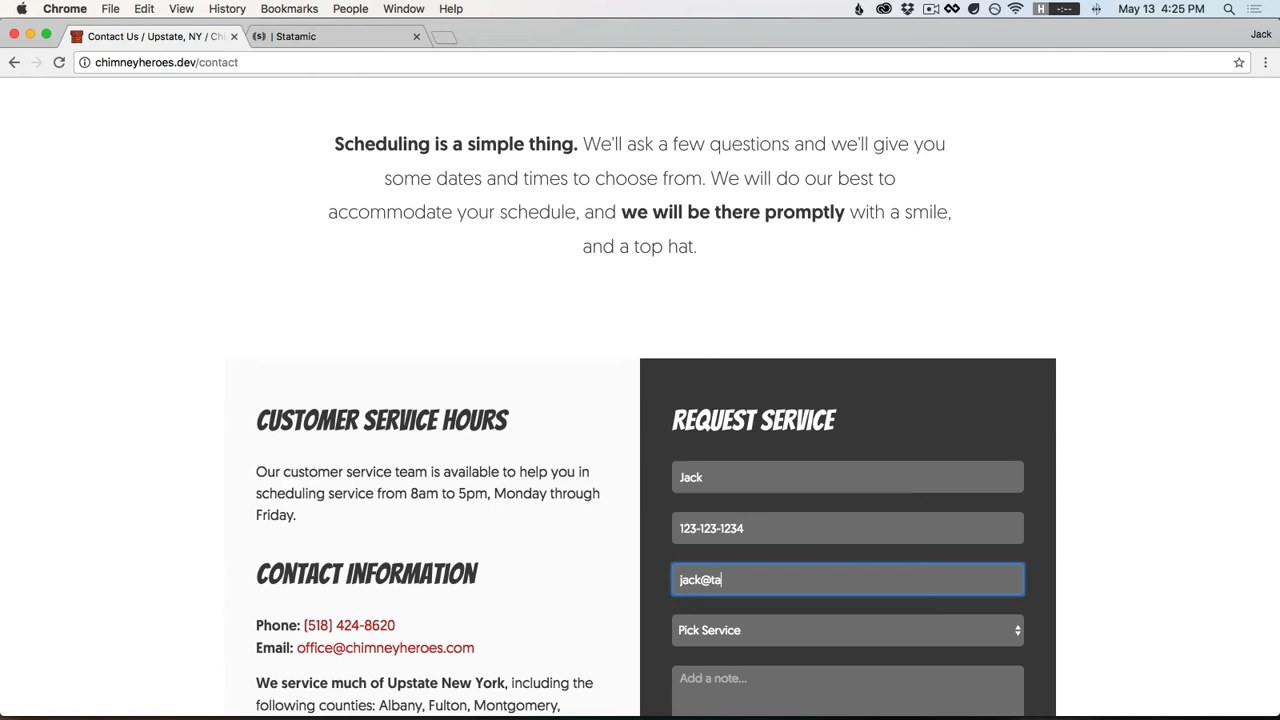 Chrome File Edit View History Bookmarks People Window Help
H -:-- May 13 4:25 PM
Contact Us / Upstate, NY / Chi
{s} | Statamic
Jack
chimneyheroes.dev/contact
Scheduling is a simple thing. We'll ask a few questions and we'll give you
some dates and times to choose from. We will do our best to
accommodate your schedule, and we will be there promptly with a smile,
and a top hat.
CUSTOMER SERVICE HOURS
Our customer service team is available to help you in
scheduling service from 8am to 5pm, Monday through
Friday.
CONTACT INFORMATION
Phone: (518) 424-8620
Email: office@chimneyheroes.com
We service much of Upstate New York, including the
following counties: Albany, Fulton, Montgomery,
REQUEST SERVICE
Jack
123-123-1234
jack@ta
Pick Service
Add a note...